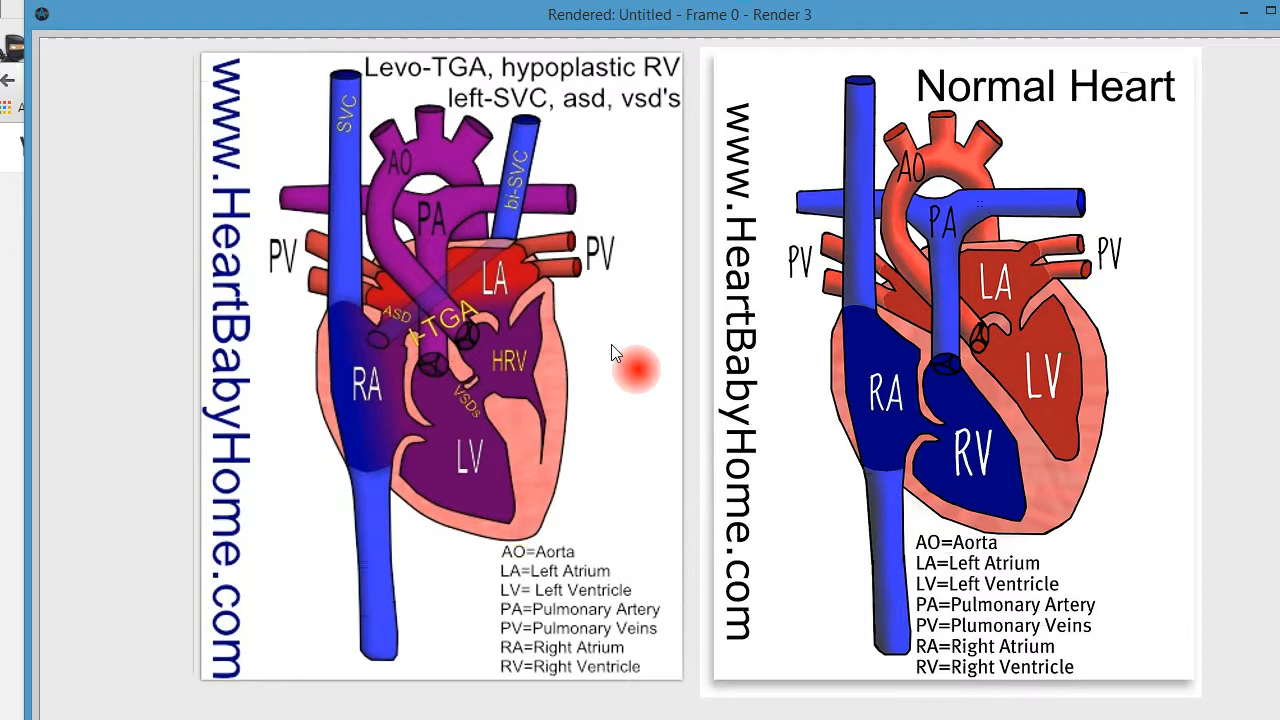 Rendered: Untitled - Frame 0 - Render 3
www.HeartBabyHome.com
Levo-TGA, hypoplastic RV
left-SVC, asd, vsd's
SVC
AO
bi-SVC
PA
PV
PV
LA
ASD
l-TGA
HRV
RA
VSDs
LV
AO=Aorta
LA=Left Atrium
LV= Left Ventricle
PA=Pulmonary Artery
PV=Pulmonary Veins
RA=Right Atrium
RV=Right Ventricle
www.HeartBabyHome.com
Normal Heart
AO
PA
PV
PV
LA
RA
LV
RV
AO=Aorta
LA=Left Atrium
LV=Left Ventricle
PA=Pulmonary Artery
PV=Plumonary Veins
RA=Right Atrium
RV=Right Ventricle